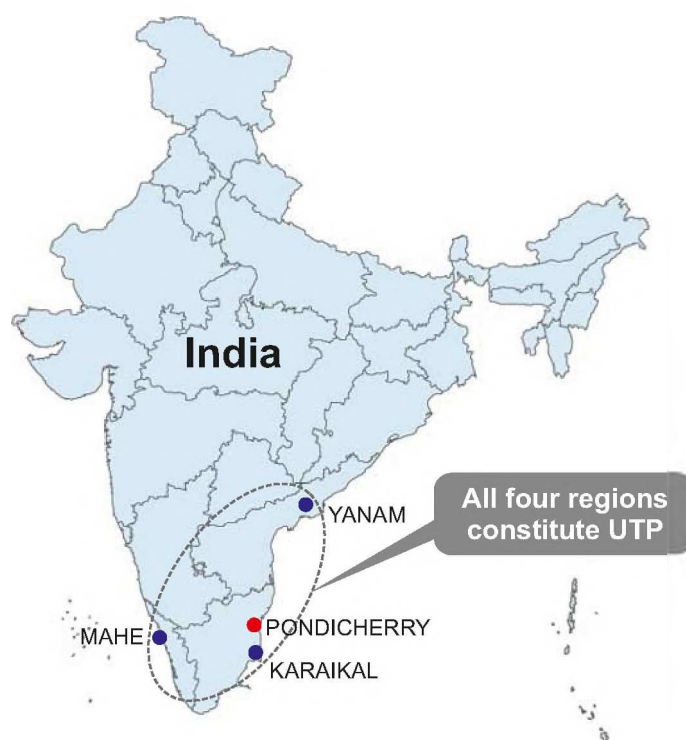 India
YANAM
All four regions
constitute UTP
PONDICHERRY
MAHE
KARAIKAL